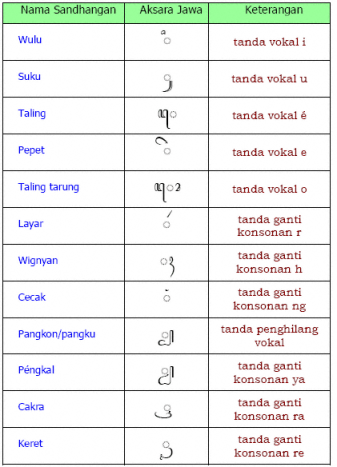 Nama Sandhangan Aksara Jawa Keterangan
Wulu ꦶ tanda vokal i
Suku ꦸ tanda vokal u
Taling ꦺ tanda vokal é
Pepet ꦼ tanda vokal e
Taling tarung ꦺꦴ tanda vokal o
Layar ꦂ tanda ganti
konsonan r
Wignyan ꦃ tanda ganti
konsonan h
Cecak ꦁ tanda ganti
konsonan ng
Pangkon/pangku ꧀ tanda penghilang
vokal
Péngkal ꦾ tanda ganti
konsonan ya
Cakra ꦿ tanda ganti
konsonan ra
Keret ꦽ tanda ganti
konsonan re